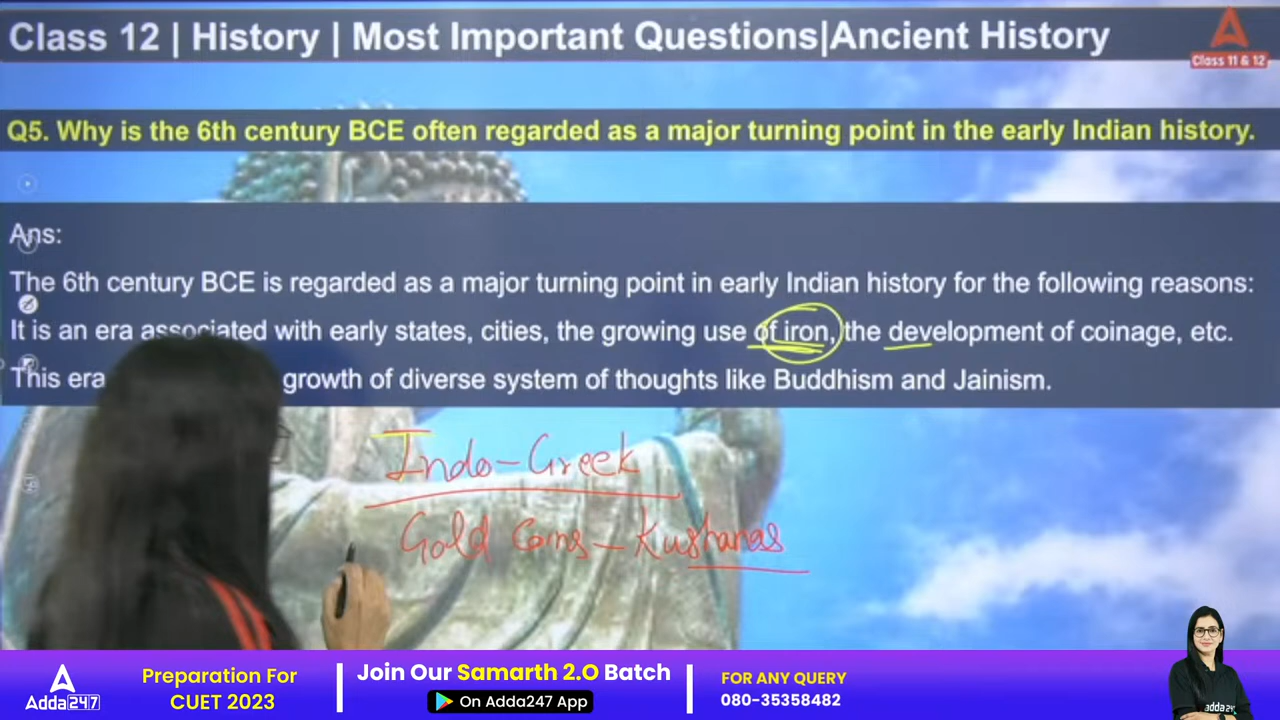 Class 12 | History | Most Important Questions|Ancient History
Class 11 & 12
Q5. Why is the 6th century BCE often regarded as a major turning point in the early Indian history.
Ans:
The 6th century BCE is regarded as a major turning point in early Indian history for the following reasons:
It is an era associated with early states, cities, the growing use of iron, the development of coinage, etc.
This era growth of diverse system of thoughts like Buddhism and Jainism.
Indo-Greek
Gold Coins - Kushanas
Adda247
Preparation For
CUET 2023
Join Our Samarth 2.O Batch
On Adda247 App
FOR ANY QUERY
080-35358482